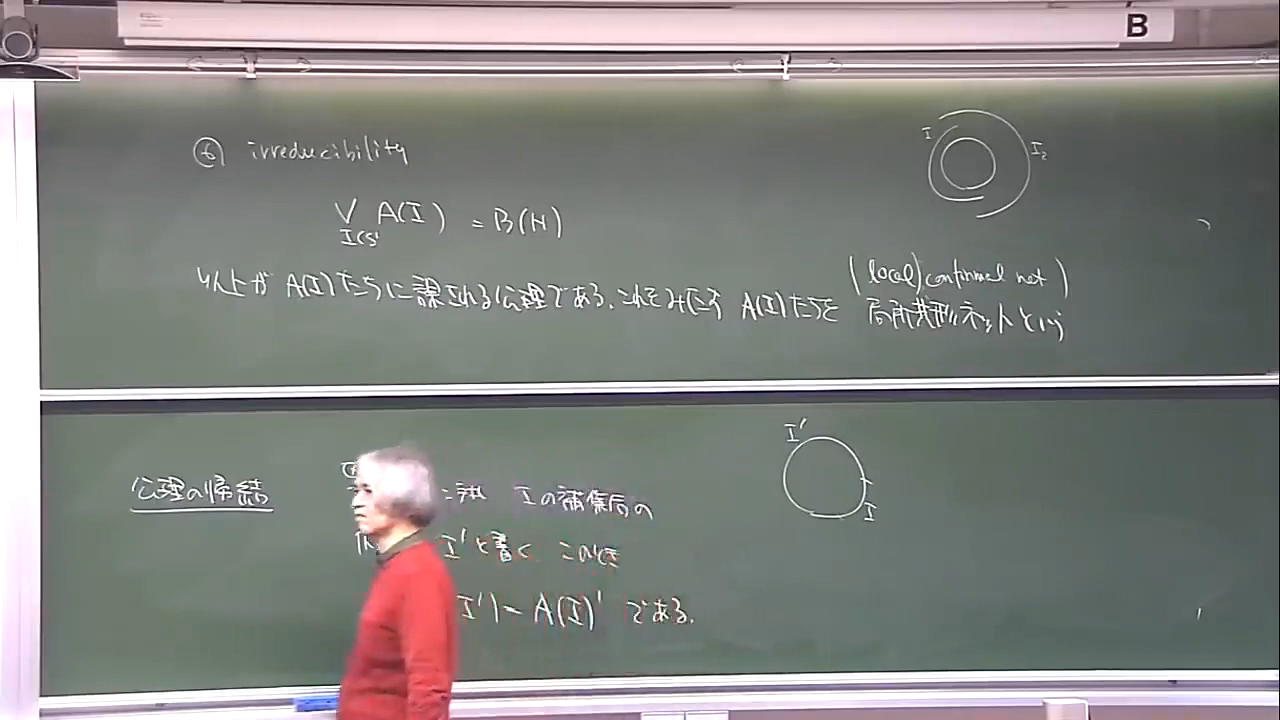 B
⑥ irreducibility
∨ A(I) = B(H)
I⊂S¹
I
I₂
以上が A(I)たちに課される公理である. これをみたす A(I)たちを 局所共形ネットという
(local) conformal net)
公理の帰結
I の補集合の
I'と書く このとき
I') = A(I)' である.
I'
I